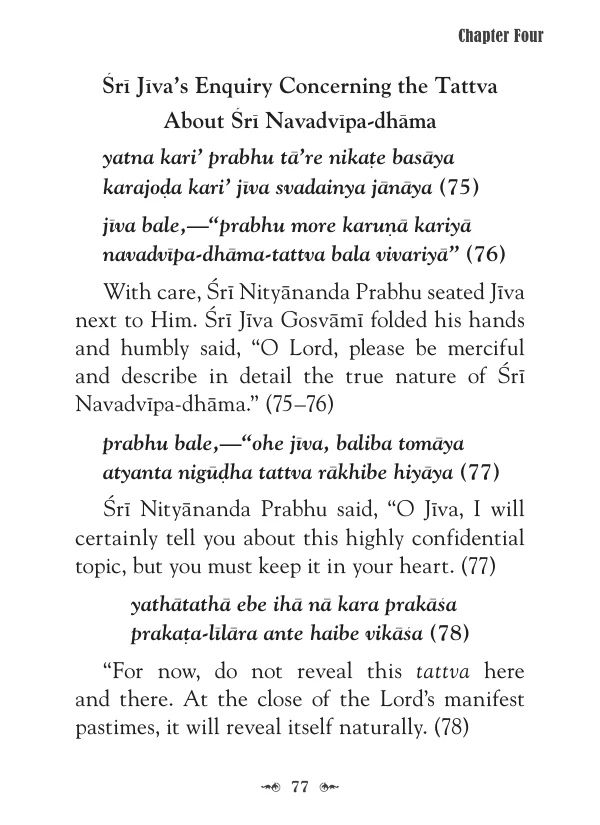 Chapter Four
Śrī Jīva’s Enquiry Concerning the Tattva
About Śrī Navadvīpa-dhāma
yatna kari’ prabhu tā’re nikaṭe basāya
karajoḍa kari’ jīva svadainya jānāya (75)
jīva bale,—“prabhu more karuṇā kariyā
navadvīpa-dhāma-tattva bala vivariyā” (76)
With care, Śrī Nityānanda Prabhu seated Jīva
next to Him. Śrī Jīva Gosvāmī folded his hands
and humbly said, “O Lord, please be merciful
and describe in detail the true nature of Śrī
Navadvīpa-dhāma.” (75–76)
prabhu bale,—“ohe jīva, baliba tomāya
atyanta nigūḍha tattva rākhibe hiyāya (77)
Śrī Nityānanda Prabhu said, “O Jīva, I will
certainly tell you about this highly confidential
topic, but you must keep it in your heart. (77)
yathātathā ebe ihā nā kara prakāśa
prakaṭa-līlāra ante haibe vikāśa (78)
“For now, do not reveal this tattva here
and there. At the close of the Lord’s manifest
pastimes, it will reveal itself naturally. (78)
77